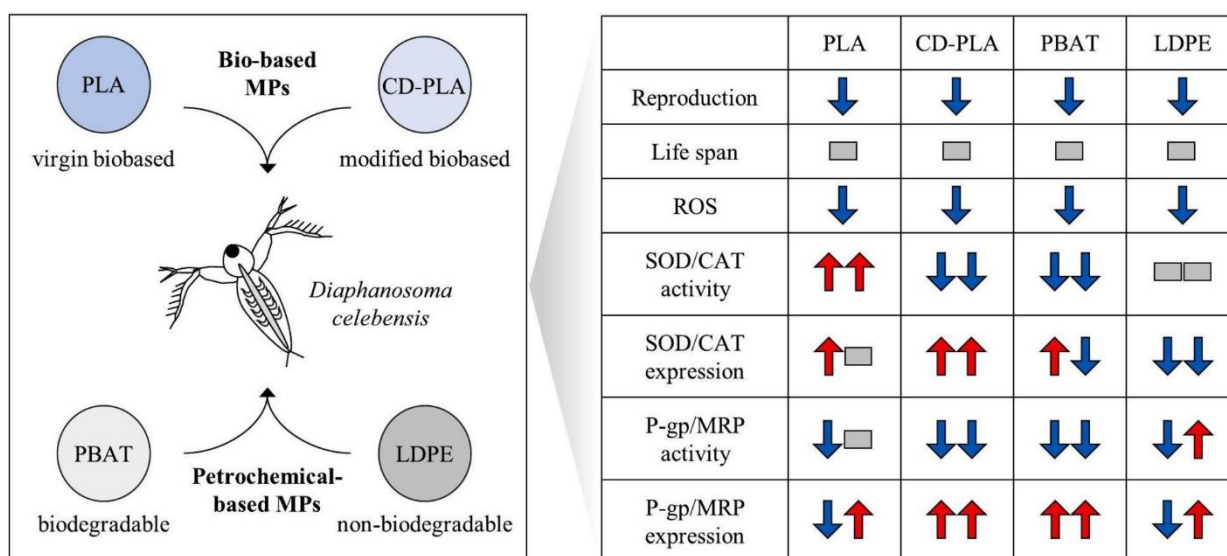 PLA
Bio-based
MPs
CD-PLA
virgin biobased
modified biobased
Diaphanosoma
celebensis
PBAT
Petrochemical-
based MPs
LDPE
biodegradable
non-biodegradable
PLA CD-PLA PBAT LDPE
Reproduction
Life span
ROS
SOD/CAT
activity
SOD/CAT
expression
P-gp/MRP
activity
P-gp/MRP
expression